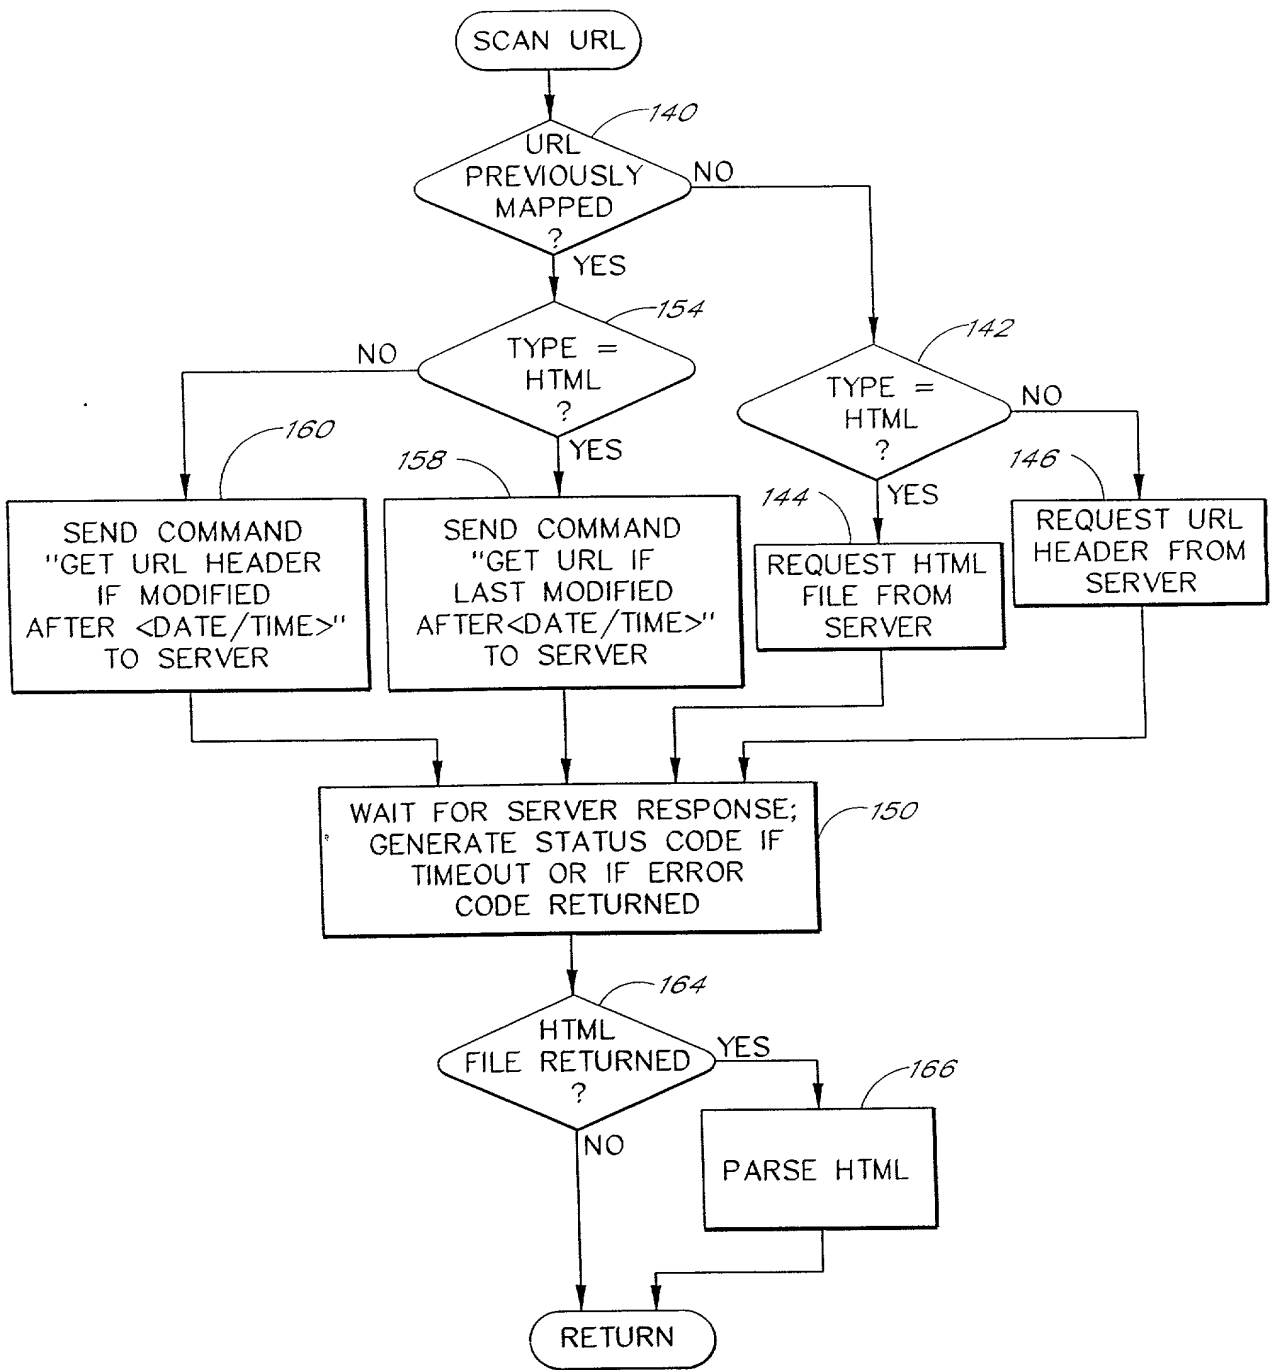 SCAN URL
140
URL
PREVIOUSLY
MAPPED
?
NO
YES
154
TYPE =
HTML
?
NO
YES
142
TYPE =
HTML
?
NO
YES
160
SEND COMMAND
"GET URL HEADER
IF MODIFIED
AFTER <DATE/TIME>"
TO SERVER
158
SEND COMMAND
"GET URL IF
LAST MODIFIED
AFTER<DATE/TIME>"
TO SERVER
144
REQUEST HTML
FILE FROM
SERVER
146
REQUEST URL
HEADER FROM
SERVER
WAIT FOR SERVER RESPONSE;
GENERATE STATUS CODE IF
TIMEOUT OR IF ERROR
CODE RETURNED
150
164
HTML
FILE RETURNED
?
YES
NO
166
PARSE HTML
RETURN